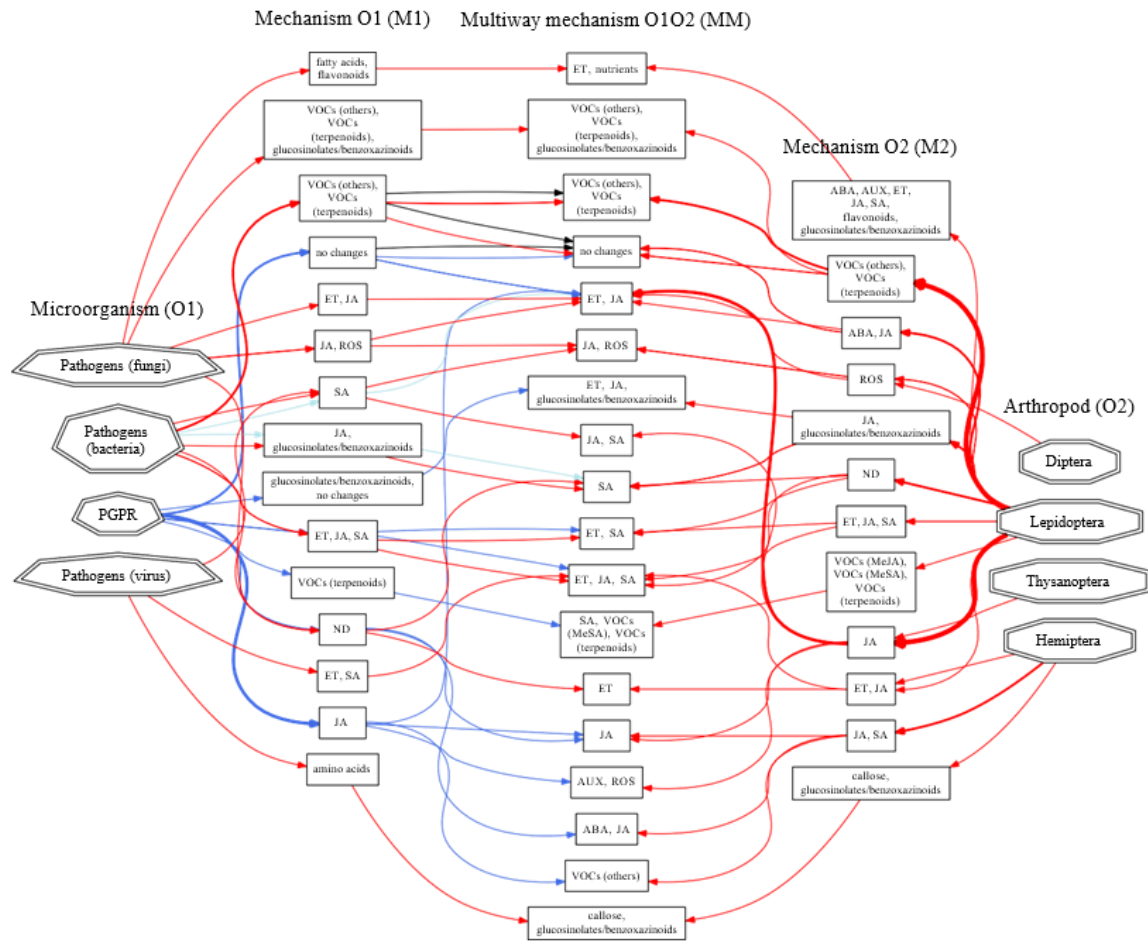 Mechanism O1 (M1)
Multiway mechanism O1O2 (MM)
fatty acids,
flavonoids
ET, nutrients
VOCs (others),
VOCs
(terpenoids),
glucosinolates/benzoxazinoids
VOCs (others),
VOCs
(terpenoids),
glucosinolates/benzoxazinoids
Mechanism O2 (M2)
VOCs (others),
VOCs
(terpenoids)
VOCs (others),
VOCs
(terpenoids)
ABA, AUX, ET,
JA, SA,
flavonoids,
glucosinolates/benzoxazinoids
no changes
no changes
VOCs (others),
VOCs
(terpenoids)
Microorganism (O1)
ET, JA
ET, JA
ABA, JA
Pathogens (fungi)
JA, ROS
JA, ROS
ROS
SA
ET, JA,
glucosinolates/benzoxazinoids
Arthropod (O2)
Pathogens
(bacteria)
JA,
glucosinolates/benzoxazinoids
JA, SA
JA,
glucosinolates/benzoxazinoids
Diptera
glucosinolates/benzoxazinoids,
no changes
SA
ND
PGPR
ET, JA, SA
ET, SA
ET, JA, SA
Lepidoptera
Pathogens (virus)
VOCs (terpenoids)
ET, JA, SA
VOCs (MeJA),
VOCs (MeSA),
VOCs
(terpenoids)
Thysanoptera
ND
SA, VOCs
(MeSA), VOCs
(terpenoids)
JA
Hemiptera
ET, SA
ET
ET, JA
JA
JA
JA, SA
amino acids
AUX, ROS
callose,
glucosinolates/benzoxazinoids
ABA, JA
VOCs (others)
callose,
glucosinolates/benzoxazinoids